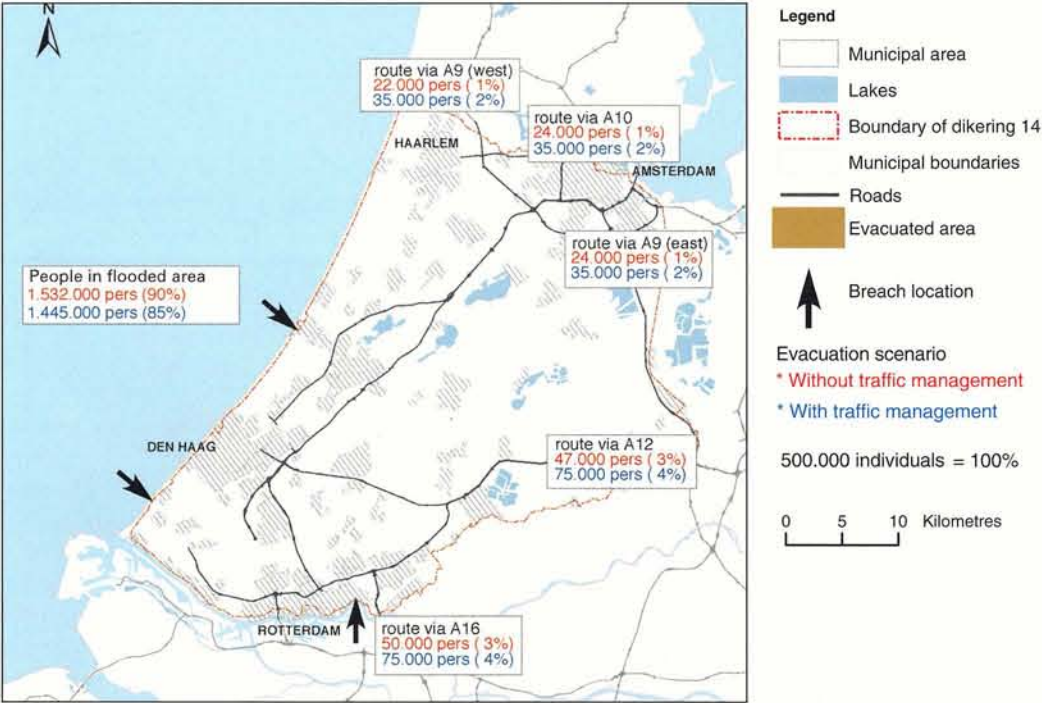 N
route via A9 (west)
22.000 pers ( 1%)
35.000 pers ( 2%)
route via A10
24.000 pers ( 1%)
35.000 pers ( 2%)
HAARLEM
AMSTERDAM
route via A9 (east)
24.000 pers ( 1%)
35.000 pers ( 2%)
People in flooded area
1.532.000 pers (90%)
1.445.000 pers (85%)
DEN HAAG
route via A12
47.000 pers ( 3%)
75.000 pers ( 4%)
ROTTERDAM
route via A16
50.000 pers ( 3%)
75.000 pers ( 4%)
Legend
Municipal area
Lakes
Boundary of dikering 14
Municipal boundaries
Roads
Evacuated area
Breach location
Evacuation scenario
* Without traffic management
* With traffic management
500.000 individuals = 100%
0 5 10 Kilometres